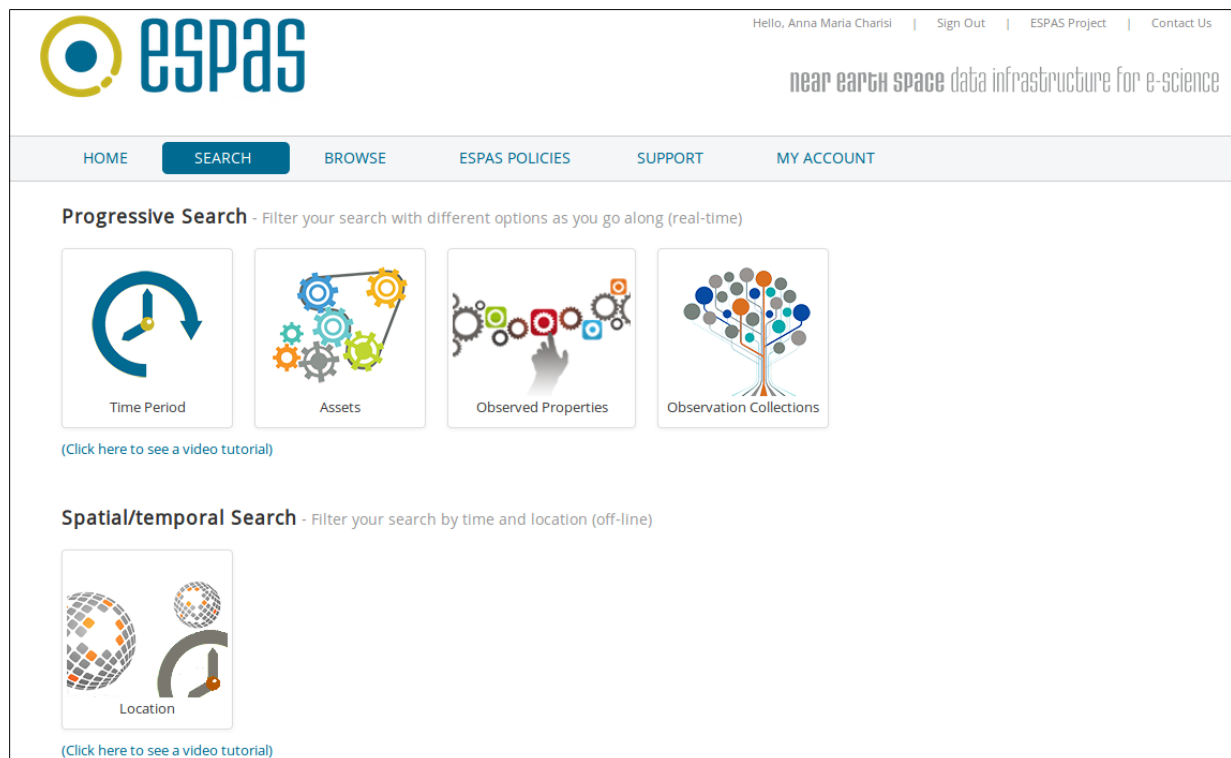 espas
Hello, Anna Maria Charisi | Sign Out | ESPAS Project | Contact Us
near earth space data infrastructure for e-science
HOME SEARCH BROWSE ESPAS POLICIES SUPPORT MY ACCOUNT
Progressive Search - Filter your search with different options as you go along (real-time)
Time Period Assets Observed Properties Observation Collections
(Click here to see a video tutorial)
Spatial/temporal Search - Filter your search by time and location (off-line)
Location
(Click here to see a video tutorial)